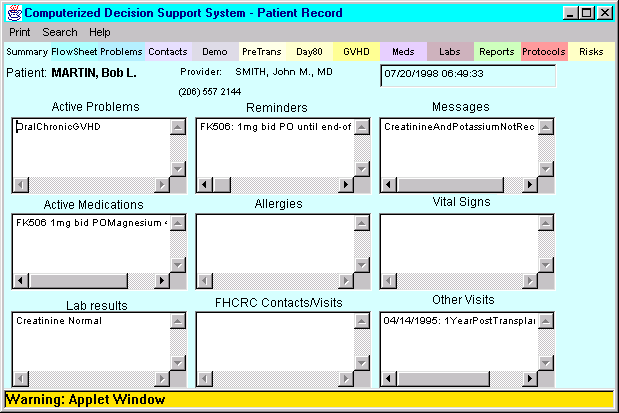 Computerized Decision Support System - Patient Record
Print Search Help
Summary FlowSheet Problems Contacts Demo PreTrans Day80 GVHD Meds Labs Reports Protocols Risks
Patient: MARTIN, Bob L. Provider: SMITH, John M., MD 07/20/1998 06:49:33
(206) 557 2144
Active Problems Reminders Messages
OralChronicGVHD FK506: 1mg bid PO until end-of CreatinineAndPotassiumNotRec
Active Medications Allergies Vital Signs
FK506 1mg bid POMagnesium 4
Lab results FHCRC Contacts/Visits Other Visits
Creatinine Normal 04/14/1995: 1YearPostTransplan
Warning: Applet Window